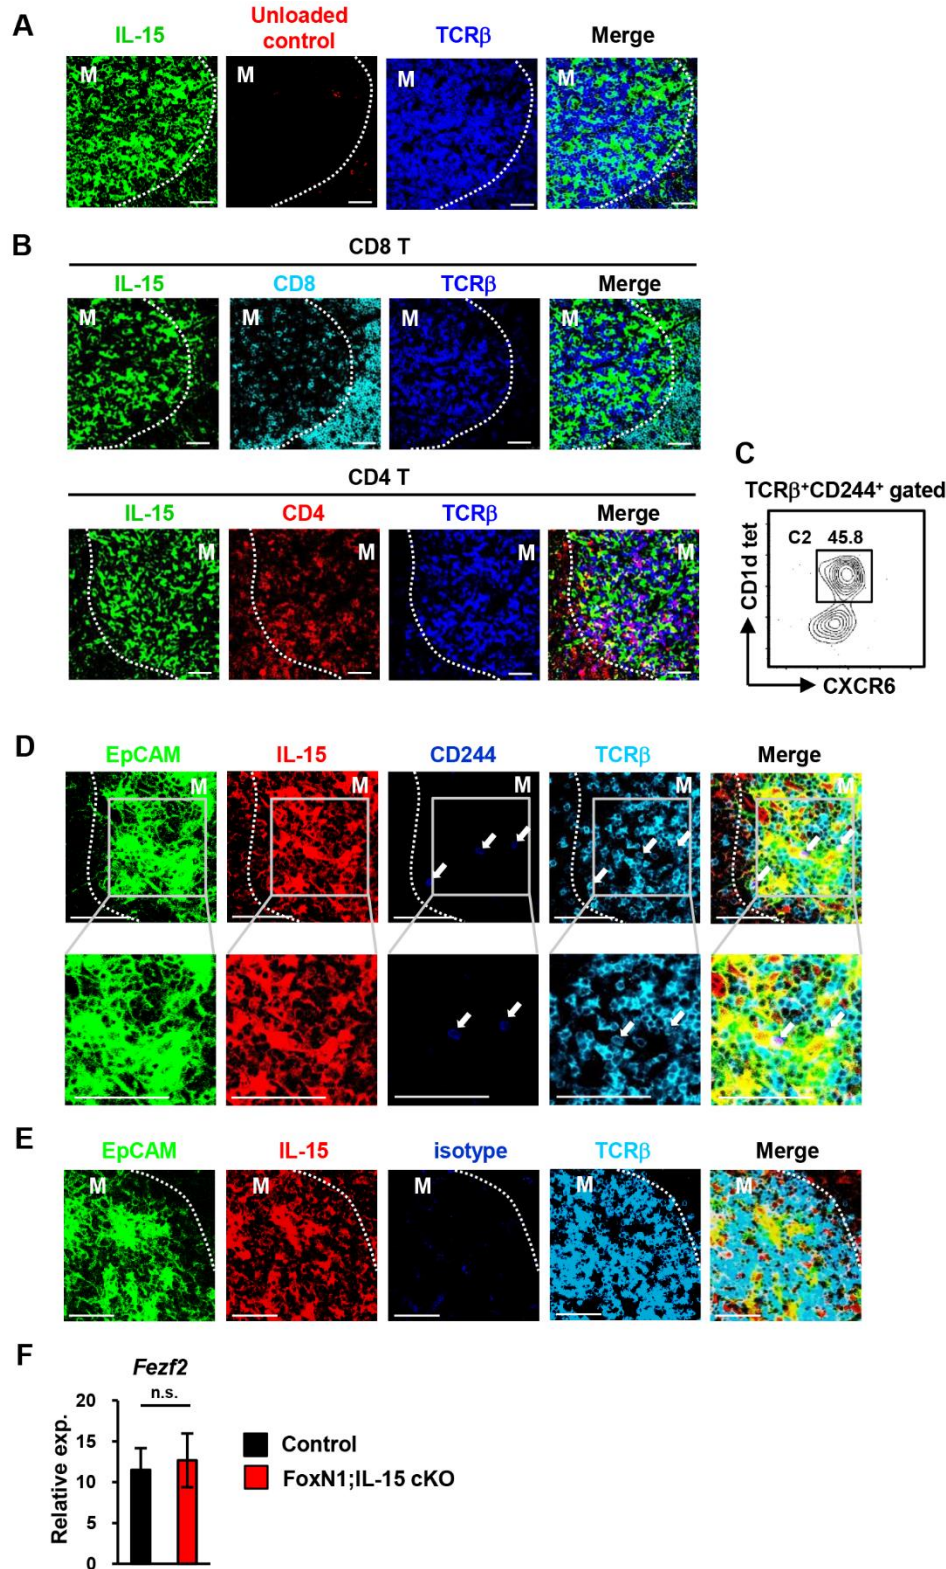 A
IL-15 Unloaded control TCRβ Merge
M M M M
B
CD8 T
IL-15 CD8 TCRβ Merge
M M M M
CD4 T
IL-15 CD4 TCRβ Merge
M M M M
C
TCRβ⁺CD244⁺ gated
C2 45.8
CD1d tet
CXCR6
D
EpCAM IL-15 CD244 TCRβ Merge
M M M M M
E
EpCAM IL-15 isotype TCRβ Merge
M M M M M
F
Fezf2
n.s.
20
15
10
5
0
Relative exp.
Control
FoxN1;IL-15 cKO